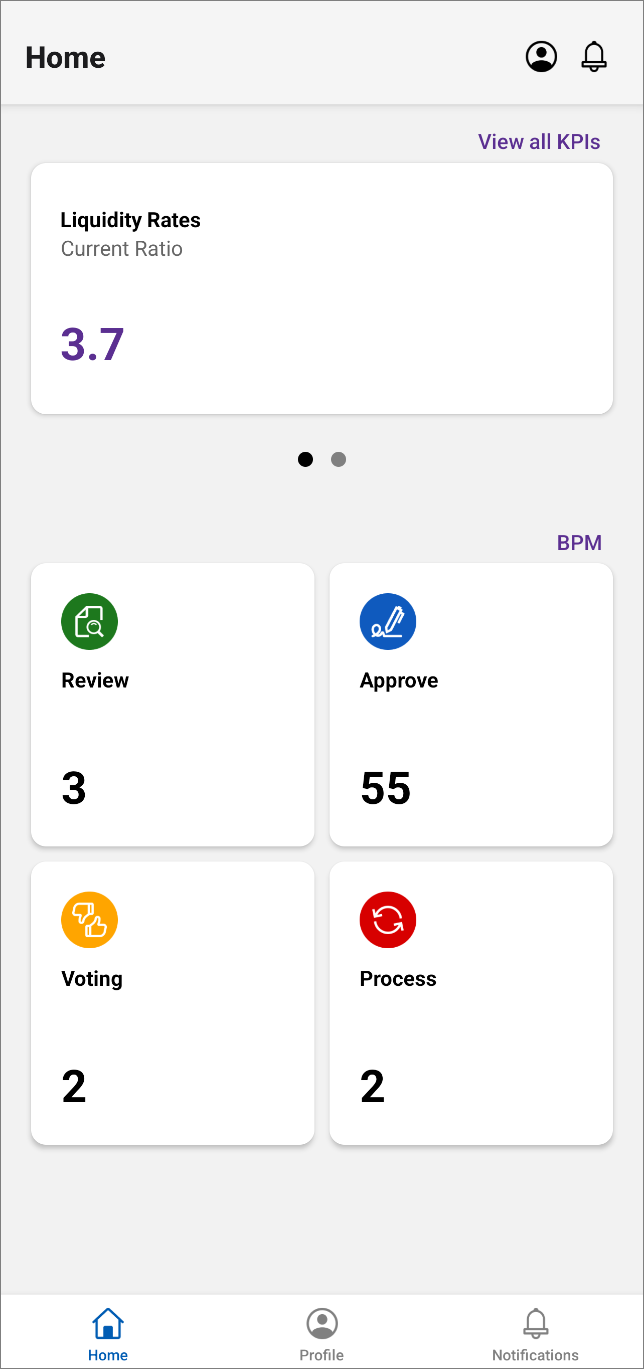 Home
View all KPIs
Liquidity Rates
Current Ratio
3.7
BPM
Review
3
Approve
55
Voting
2
Process
2
Home
Profile
Notifications